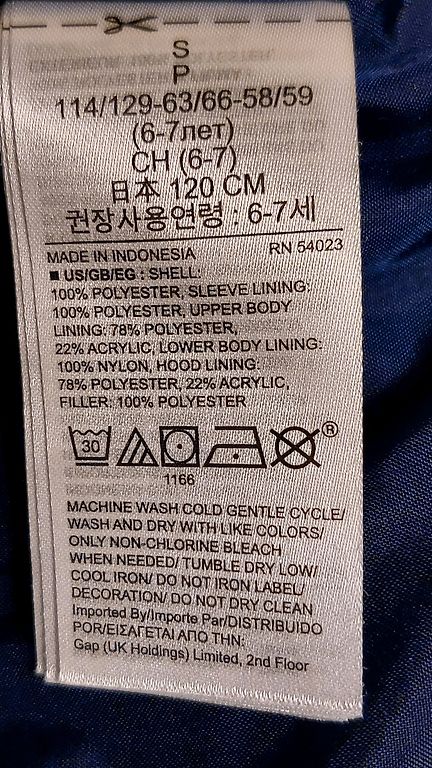 S
P
114/129-63/66-58/59
(6-7лет)
CH (6-7)
日本 120 CM
권장사용연령 : 6-7세
MADE IN INDONESIA RN 54023
■ US/GB/EG : SHELL:
100% POLYESTER, SLEEVE LINING:
100% POLYESTER, UPPER BODY
LINING: 78% POLYESTER,
22% ACRYLIC, LOWER BODY LINING:
100% NYLON, HOOD LINING:
78% POLYESTER, 22% ACRYLIC,
FILLER: 100% POLYESTER
30 ®
1166
MACHINE WASH COLD GENTLE CYCLE/
WASH AND DRY WITH LIKE COLORS/
ONLY NON-CHLORINE BLEACH
WHEN NEEDED/ TUMBLE DRY LOW/
COOL IRON/ DO NOT IRON LABEL/
DECORATION/ DO NOT DRY CLEAN
Imported By/Importe Par/DISTRIBUIDO
POR/ΕΙΣΑΓΕΤΑΙ ΑΠΟ ΤΗΝ:
Gap (UK Holdings) Limited, 2nd Floor